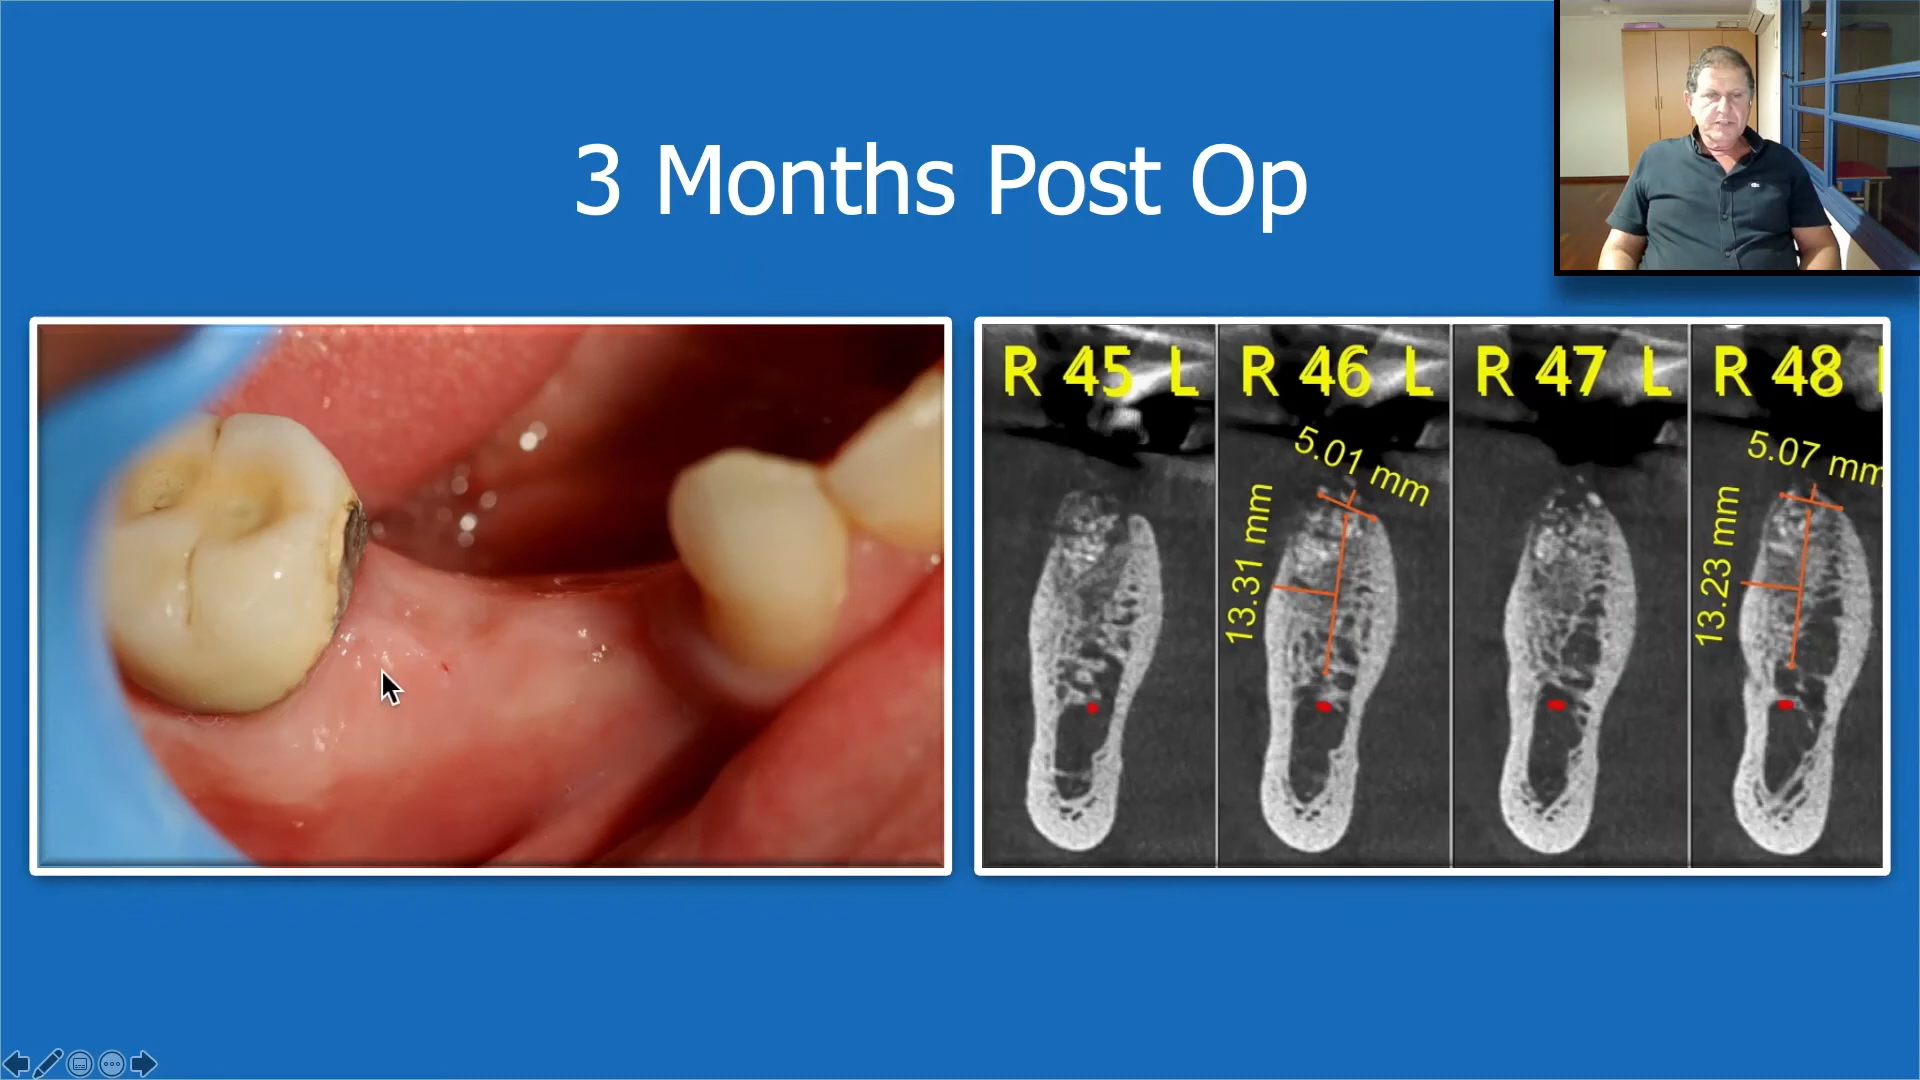 3 Months Post Op
R 45 L
R 46 L
R 47 L
R 48
5.01 mm
13.31 mm
5.07 mm
13.23 mm